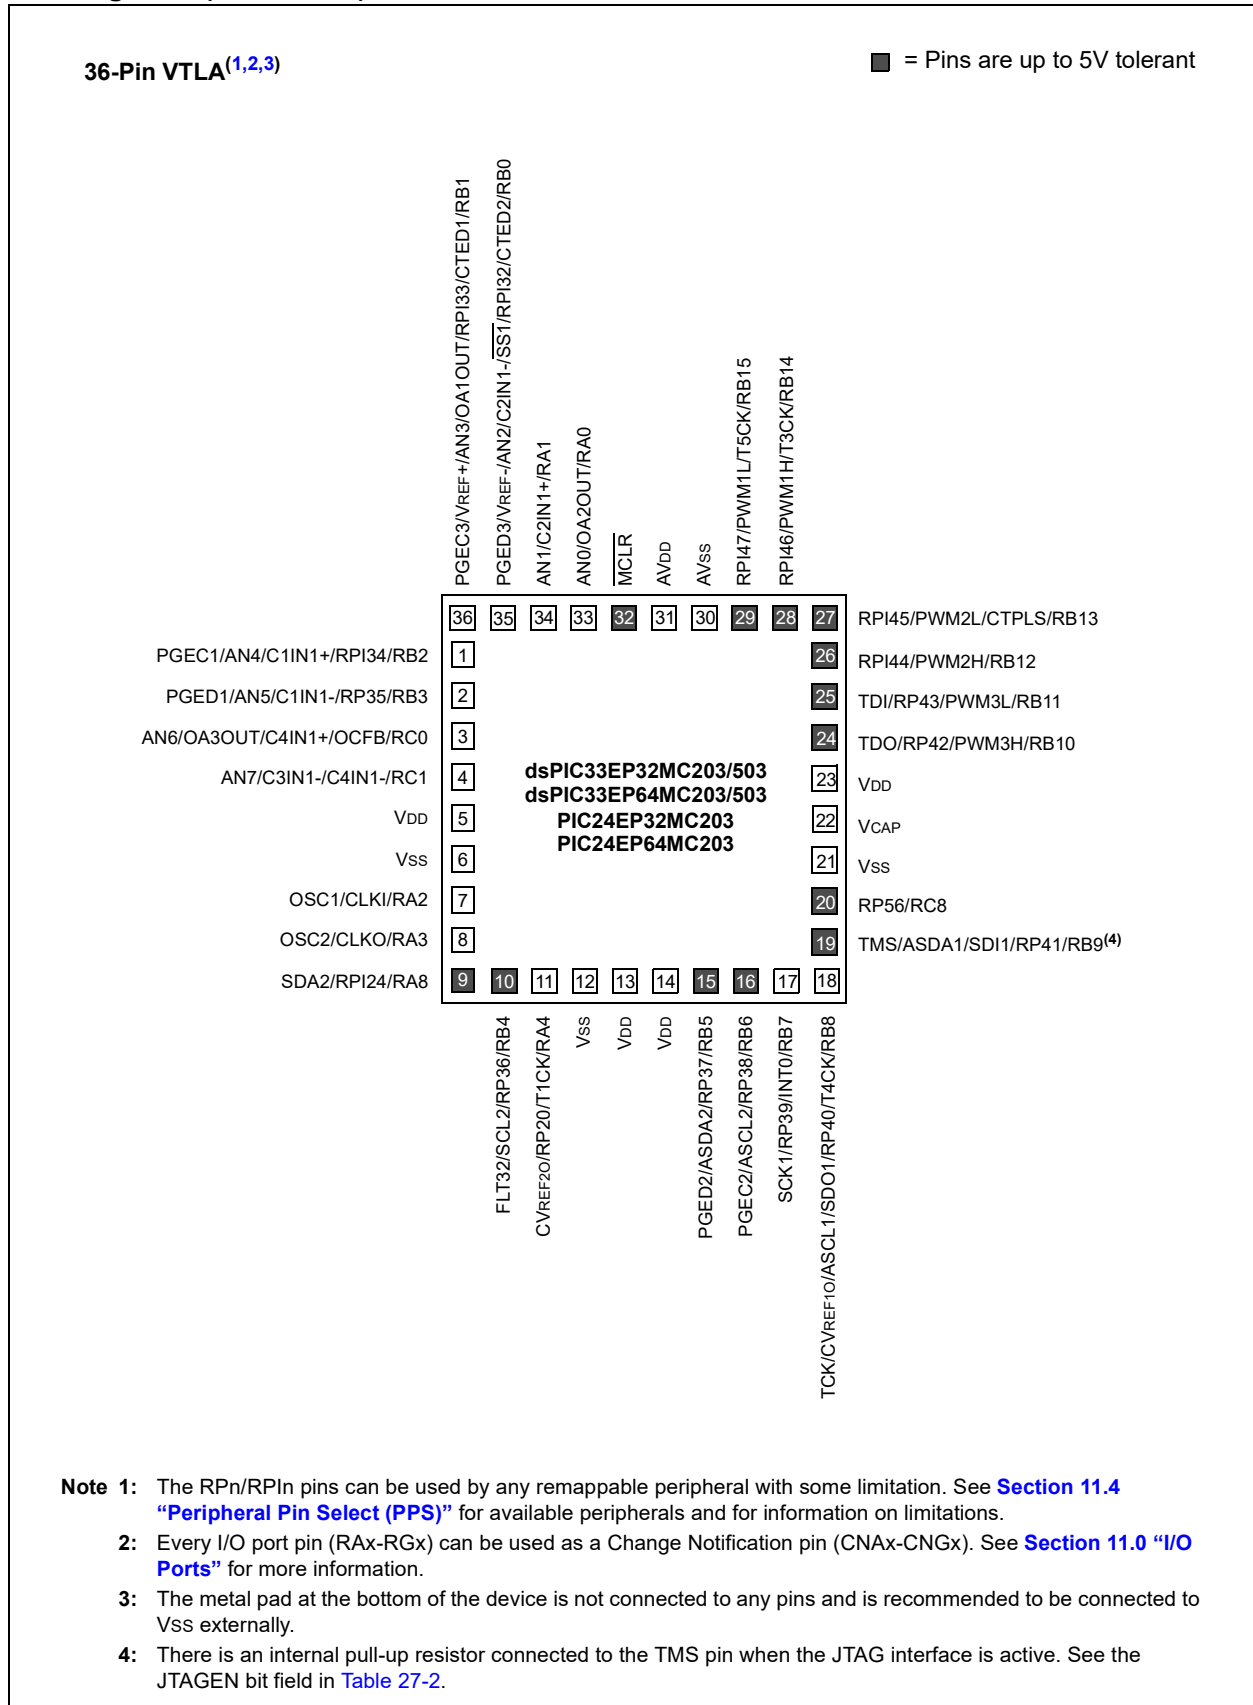 36-Pin VTLA(1,2,3)
= Pins are up to 5V tolerant
PGEC3/VREF+/AN3/OA1OUT/RPI33/CTED1/RB1
PGED3/VREF-/AN2/C2IN1-/SS1/RPI32/CTED2/RB0
AN1/C2IN1+/RA1
AN0/OA2OUT/RA0
MCLR
AVDD
AVSS
RPI47/PWM1L/T5CK/RB15
RPI46/PWM1H/T3CK/RB14
36 35 34 33 32 31 30 29 28 27 RPI45/PWM2L/CTPLS/RB13
PGEC1/AN4/C1IN1+/RPI34/RB2 1
26 RPI44/PWM2H/RB12
PGED1/AN5/C1IN1-/RP35/RB3 2
25 TDI/RP43/PWM3L/RB11
AN6/OA3OUT/C4IN1+/OCFB/RC0 3
24 TDO/RP42/PWM3H/RB10
AN7/C3IN1-/C4IN1-/RC1 4
23 VDD
dsPIC33EP32MC203/503
dsPIC33EP64MC203/503
PIC24EP32MC203
PIC24EP64MC203
VDD 5
22 VCAP
VSS 6
21 VSS
OSC1/CLKI/RA2 7
20 RP56/RC8
OSC2/CLKO/RA3 8
19 TMS/ASDA1/SDI1/RP41/RB9(4)
SDA2/RPI24/RA8 9 10 11 12 13 14 15 16 17 18
FLT32/SCL2/RP36/RB4
CVREF2O/RP20/T1CK/RA4
VSS
VDD
VDD
PGED2/ASDA2/RP37/RB5
PGEC2/ASCL2/RP38/RB6
SCK1/RP39/INT0/RB7
TCK/CVREF1O/ASCL1/SDO1/RP40/T4CK/RB8
Note 1: The RPn/RPIn pins can be used by any remappable peripheral with some limitation. See Section 11.4
“Peripheral Pin Select (PPS)” for available peripherals and for information on limitations.
2: Every I/O port pin (RAx-RGx) can be used as a Change Notification pin (CNAx-CNGx). See Section 11.0 “I/O
Ports” for more information.
3: The metal pad at the bottom of the device is not connected to any pins and is recommended to be connected to
VSS externally.
4: There is an internal pull-up resistor connected to the TMS pin when the JTAG interface is active. See the
JTAGEN bit field in Table 27-2.